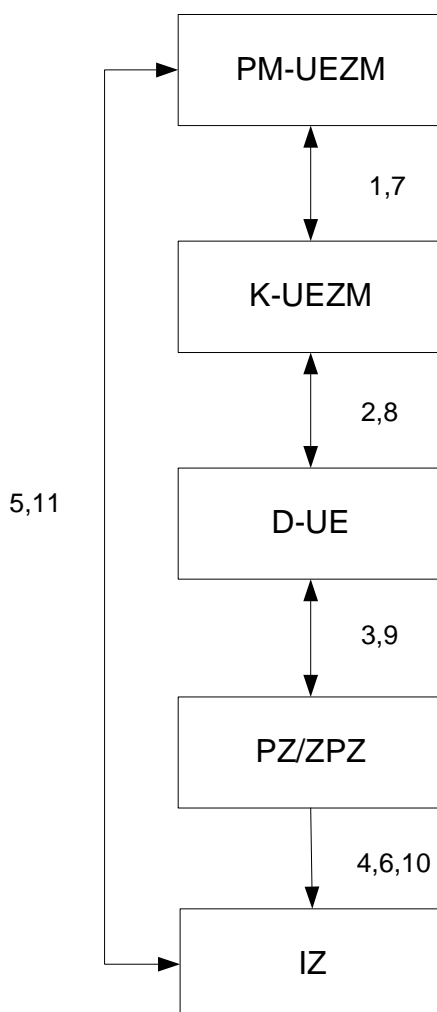 PM-UEZM
1,7
K-UEZM
2,8
5,11
D-UE
3,9
PZ/ZPZ
4,6,10
IZ